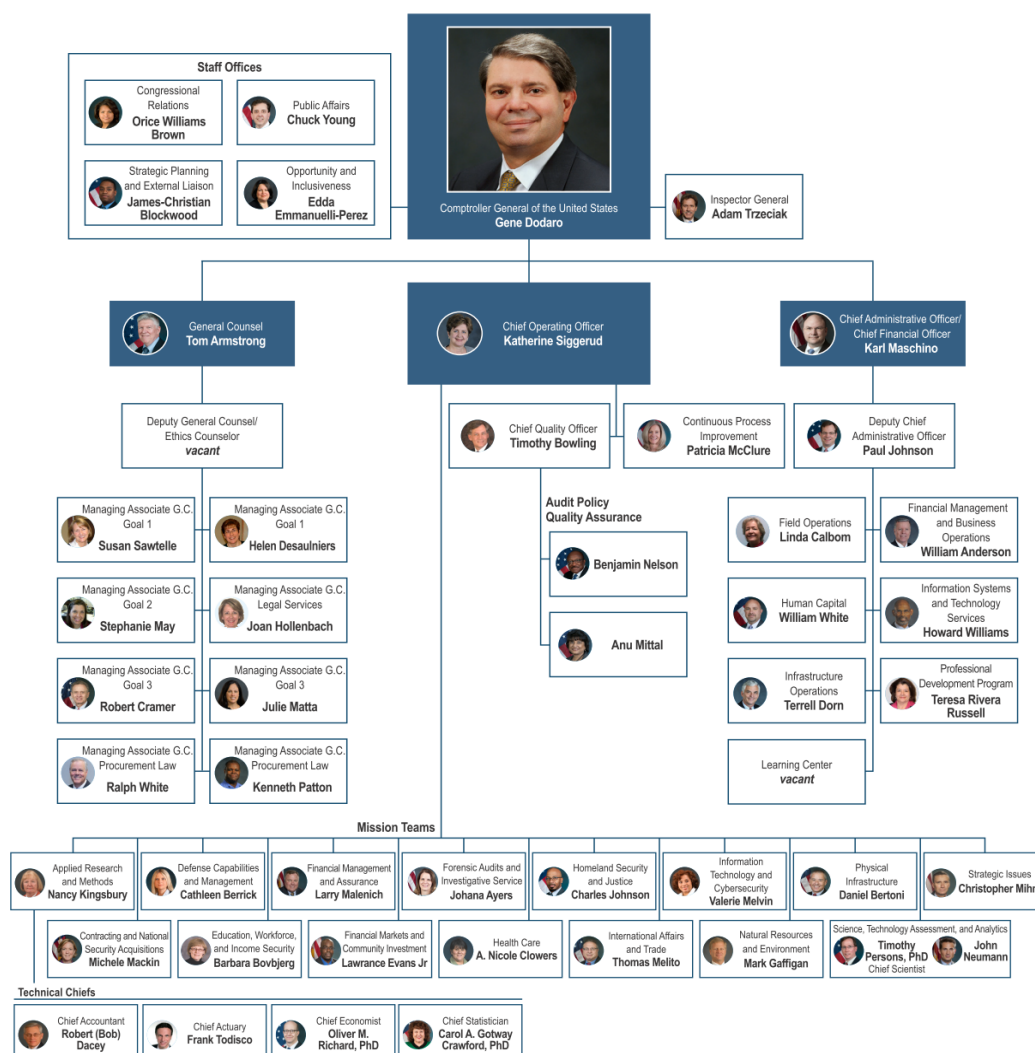 Staff Offices
Congressional
Relations
Orice Williams
Brown
Public Affairs
Chuck Young
Strategic Planning
and External Liaison
James-Christian
Blockwood
Opportunity and
Inclusiveness
Edda
Emmanuelli-Perez
Comptroller General of the United States
Gene Dodaro
Inspector General
Adam Trzeciak
General Counsel
Tom Armstrong
Chief Operating Officer
Katherine Siggerud
Chief Administrative Officer/
Chief Financial Officer
Karl Maschino
Deputy General Counsel/
Ethics Counselor
vacant
Chief Quality Officer
Timothy Bowling
Continuous Process
Improvement
Patricia McClure
Deputy Chief
Administrative Officer
Paul Johnson
Managing Associate G.C.
Goal 1
Susan Sawtelle
Managing Associate G.C.
Goal 1
Helen Desaulniers
Managing Associate G.C.
Goal 2
Stephanie May
Managing Associate G.C.
Legal Services
Joan Hollenbach
Managing Associate G.C.
Goal 3
Robert Cramer
Managing Associate G.C.
Goal 3
Julie Matta
Managing Associate G.C.
Procurement Law
Ralph White
Managing Associate G.C.
Procurement Law
Kenneth Patton
Audit Policy
Quality Assurance
Benjamin Nelson
Anu Mittal
Field Operations
Linda Calbom
Financial Management
and Business
Operations
William Anderson
Human Capital
William White
Information Systems
and Technology
Services
Howard Williams
Infrastructure
Operations
Terrell Dorn
Professional
Development Program
Teresa Rivera
Russell
Learning Center
vacant
Mission Teams
Applied Research
and Methods
Nancy Kingsbury
Defense Capabilities
and Management
Cathleen Berrick
Financial Management
and Assurance
Larry Malenich
Forensic Audits and
Investigative Service
Johana Ayers
Homeland Security
and Justice
Charles Johnson
Information
Technology and
Cybersecurity
Valerie Melvin
Physical
Infrastructure
Daniel Bertoni
Strategic Issues
Christopher Mihm
Contracting and National
Security Acquisitions
Michele Mackin
Education, Workforce,
and Income Security
Barbara Bovbjerg
Financial Markets and
Community Investment
Lawrance Evans Jr
Health Care
A. Nicole Clowers
International Affairs
and Trade
Thomas Melito
Natural Resources
and Environment
Mark Gaffigan
Science, Technology Assessment, and Analytics
Timothy
Persons, PhD
Chief Scientist
John
Neumann
Technical Chiefs
Chief Accountant
Robert (Bob)
Dacey
Chief Actuary
Frank Todisco
Chief Economist
Oliver M.
Richard, PhD
Chief Statistician
Carol A. Gotway
Crawford, PhD